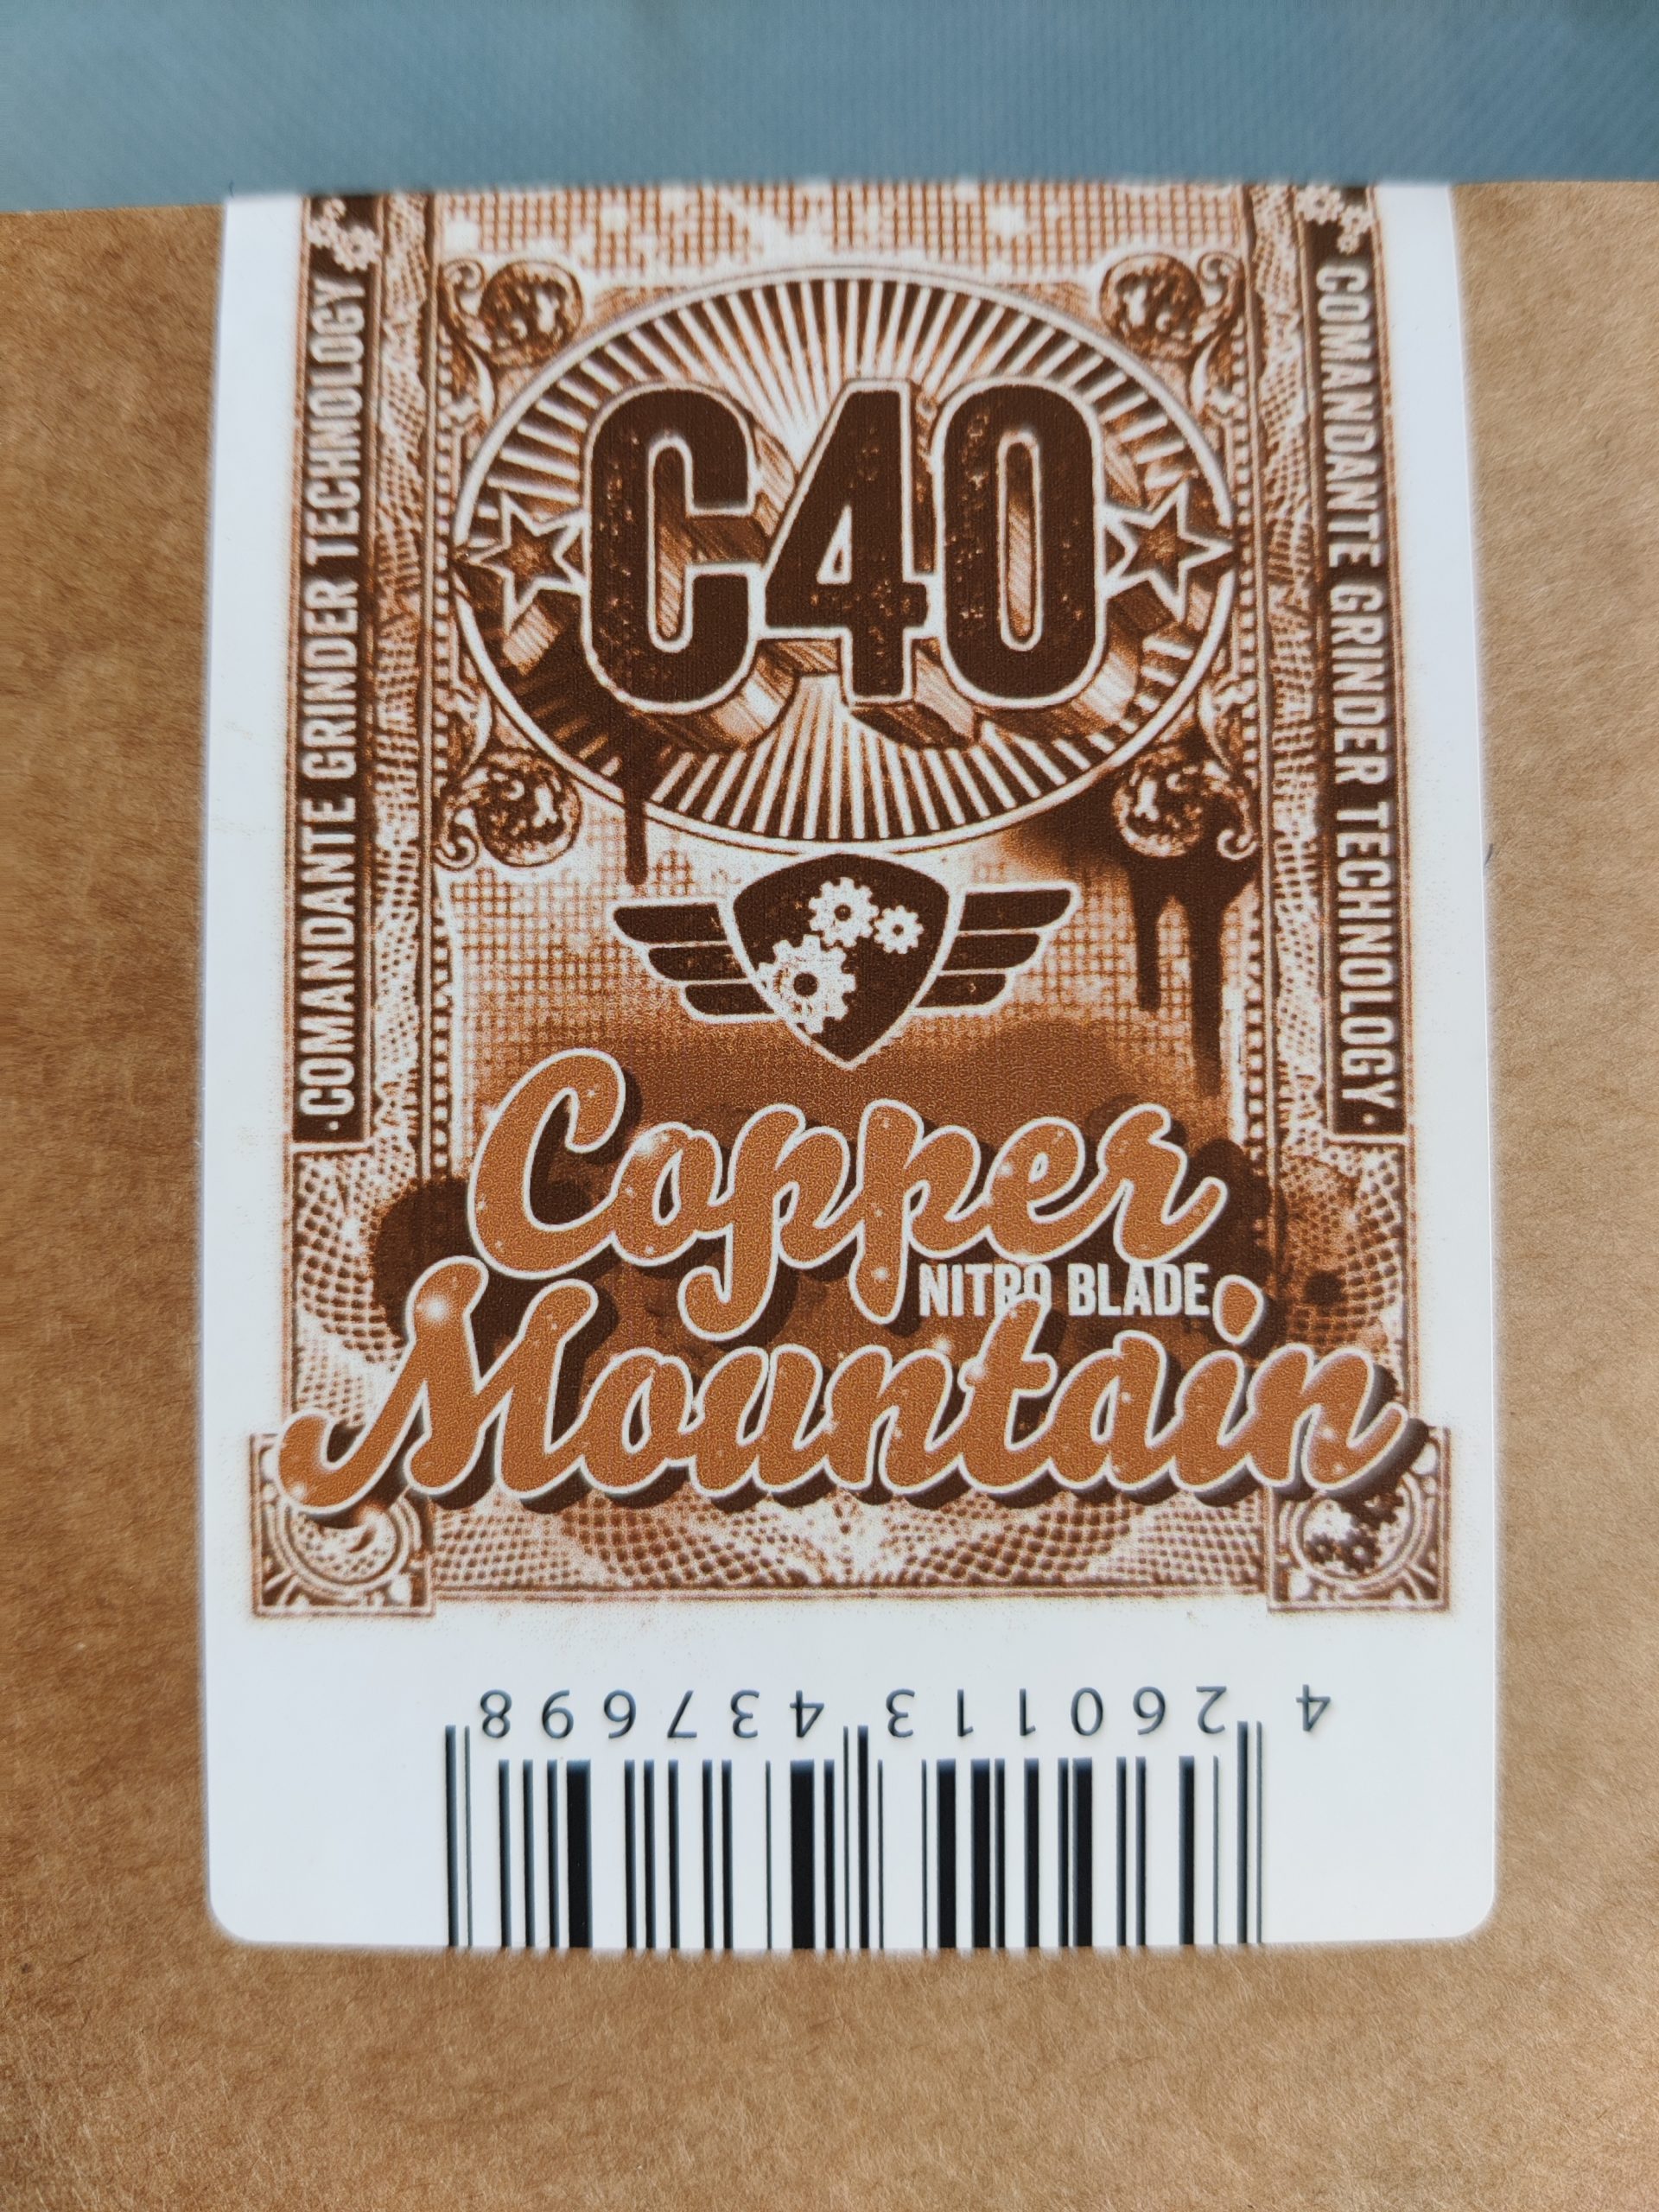 ·COMANDANTE GRINDER TECHNOLOGY
COMANDANTE GRINDER TECHNOLOGY·
C40
Copper
NITRO BLADE
Mountain
4 260113 437698